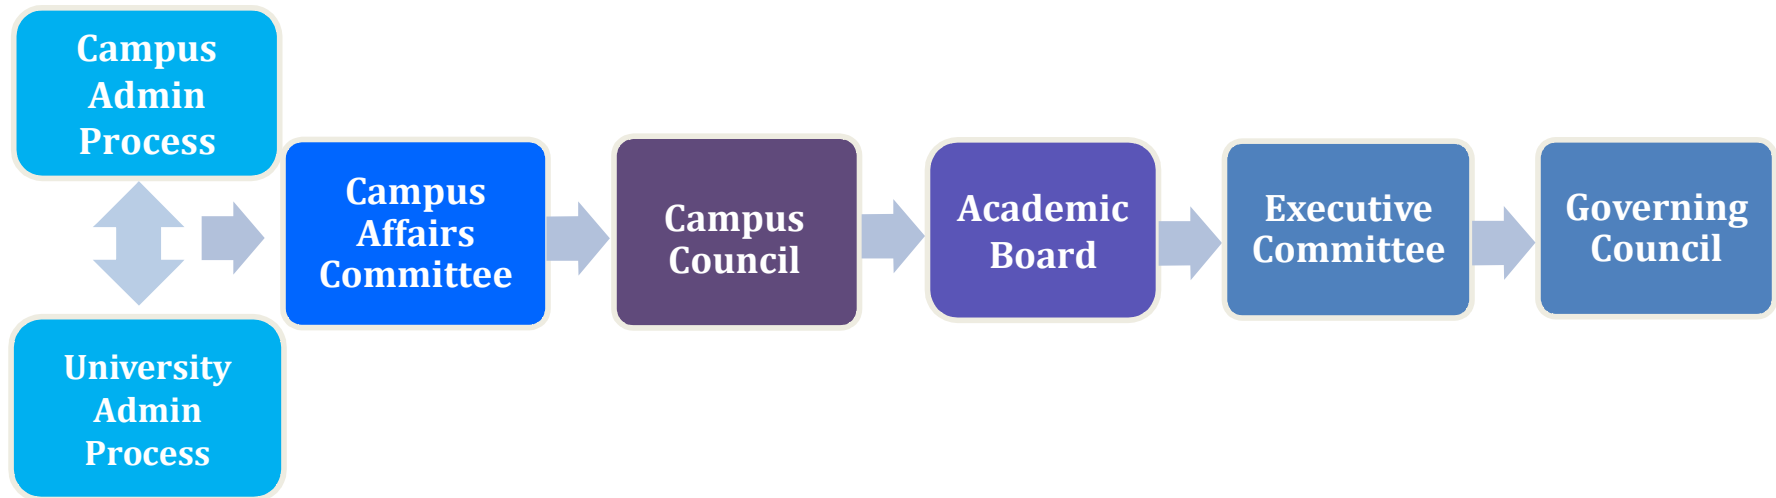 Campus
Admin
Process
University
Admin
Process
Campus
Affairs
Committee
Campus
Council
Academic
Board
Executive
Committee
Governing
Council